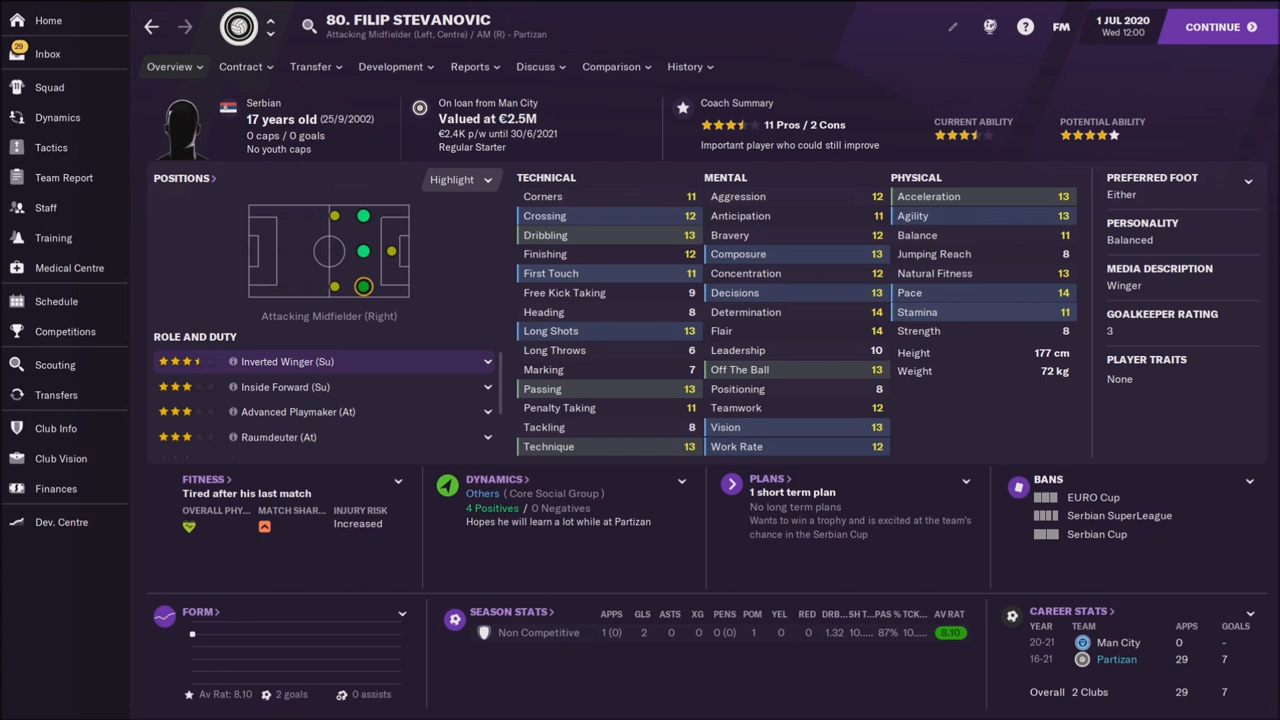 Home
29
Inbox
Squad
Dynamics
Tactics
Team Report
Staff
Training
Medical Centre
Schedule
Competitions
Scouting
Transfers
Club Info
Club Vision
Finances
Dev. Centre
80. FILIP STEVANOVIC
Attacking Midfielder (Left, Centre) / AM (R) - Partizan
? FM
1 JUL 2020
Wed 12:00
CONTINUE
Overview Contract Transfer Development Reports Discuss Comparison History
Serbian
17 years old (25/9/2002)
0 caps / 0 goals
No youth caps
On loan from Man City
Valued at €2.5M
€2.4K p/w until 30/6/2021
Regular Starter
Coach Summary
11 Pros / 2 Cons
Important player who could still improve
CURRENT ABILITY
POTENTIAL ABILITY
POSITIONS
Highlight
Attacking Midfielder (Right)
ROLE AND DUTY
Inverted Winger (Su)
Inside Forward (Su)
Advanced Playmaker (At)
Raumdeuter (At)
TECHNICAL
Corners 11
Crossing 12
Dribbling 13
Finishing 12
First Touch 11
Free Kick Taking 9
Heading 8
Long Shots 13
Long Throws 6
Marking 7
Passing 13
Penalty Taking 11
Tackling 8
Technique 13
MENTAL
Aggression 12
Anticipation 11
Bravery 12
Composure 13
Concentration 12
Decisions 13
Determination 14
Flair 14
Leadership 10
Off The Ball 13
Positioning 8
Teamwork 12
Vision 13
Work Rate 12
PHYSICAL
Acceleration 13
Agility 13
Balance 11
Jumping Reach 8
Natural Fitness 13
Pace 14
Stamina 11
Strength 8
Height 177 cm
Weight 72 kg
PREFERRED FOOT
Either
PERSONALITY
Balanced
MEDIA DESCRIPTION
Winger
GOALKEEPER RATING
3
PLAYER TRAITS
None
FITNESS
Tired after his last match
OVERALL PHY... MATCH SHAR... INJURY RISK
Increased
DYNAMICS
Others (Core Social Group)
4 Positives / 0 Negatives
Hopes he will learn a lot while at Partizan
PLANS
1 short term plan
No long term plans
Wants to win a trophy and is excited at the team's
chance in the Serbian Cup
BANS
EURO Cup
Serbian SuperLeague
Serbian Cup
FORM
Av Rat: 8.10 2 goals 0 assists
SEASON STATS APPS GLS ASTS XG PENS POM YEL RED DRB... SH T... PAS % TCK... AV RAT
Non Competitive 1 (0) 2 0 0 0 (0) 1 0 0 1.32 10..... 87% 10..... 8.10
CAREER STATS
YEAR TEAM APPS GOALS
20-21 Man City 0 -
16-21 Partizan 29 7
Overall 2 Clubs 29 7